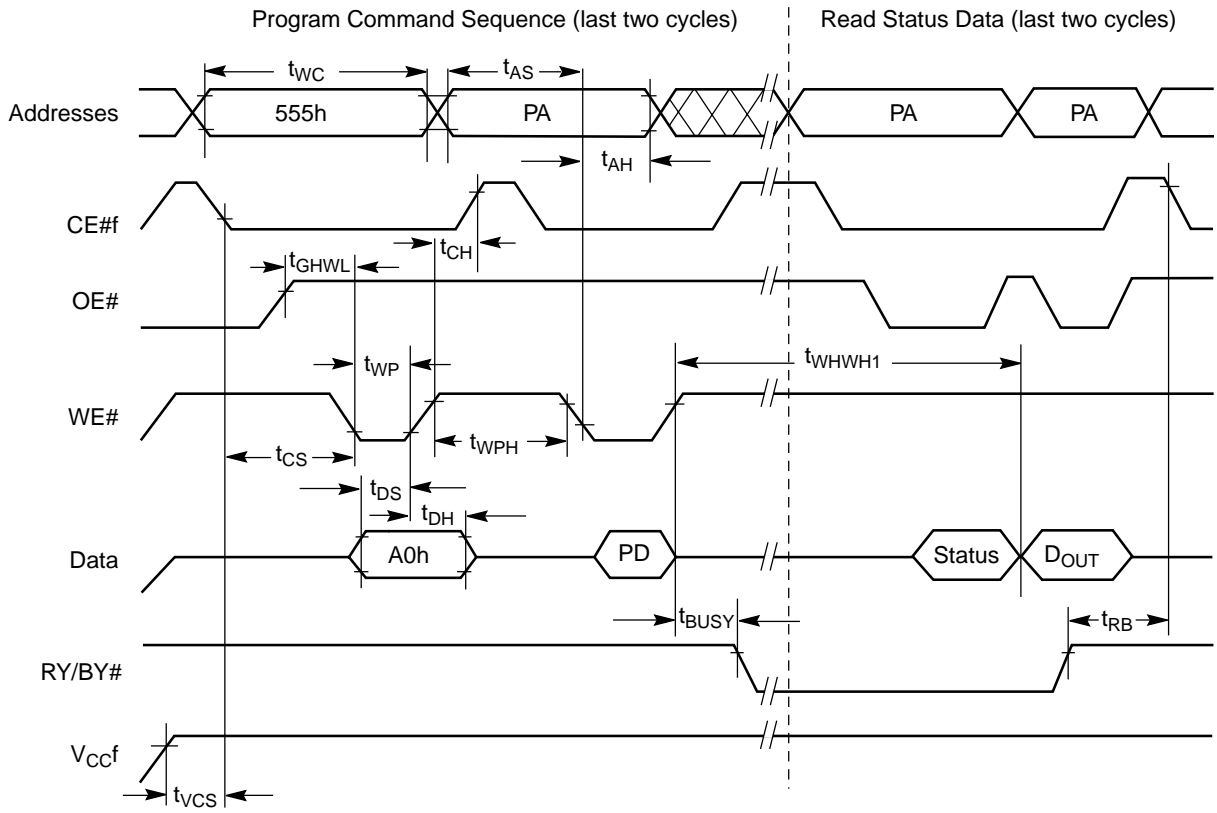 Program Command Sequence (last two cycles) Read Status Data (last two cycles)
tWC tAS
Addresses 555h PA PA PA
tAH
CE#f
tCH
tGHWL
OE#
tWP tWHWH1
WE#
tWPH
tCS
tDS
tDH
Data A0h PD Status DOUT
tBUSY tRB
RY/BY#
VCCf
tVCS